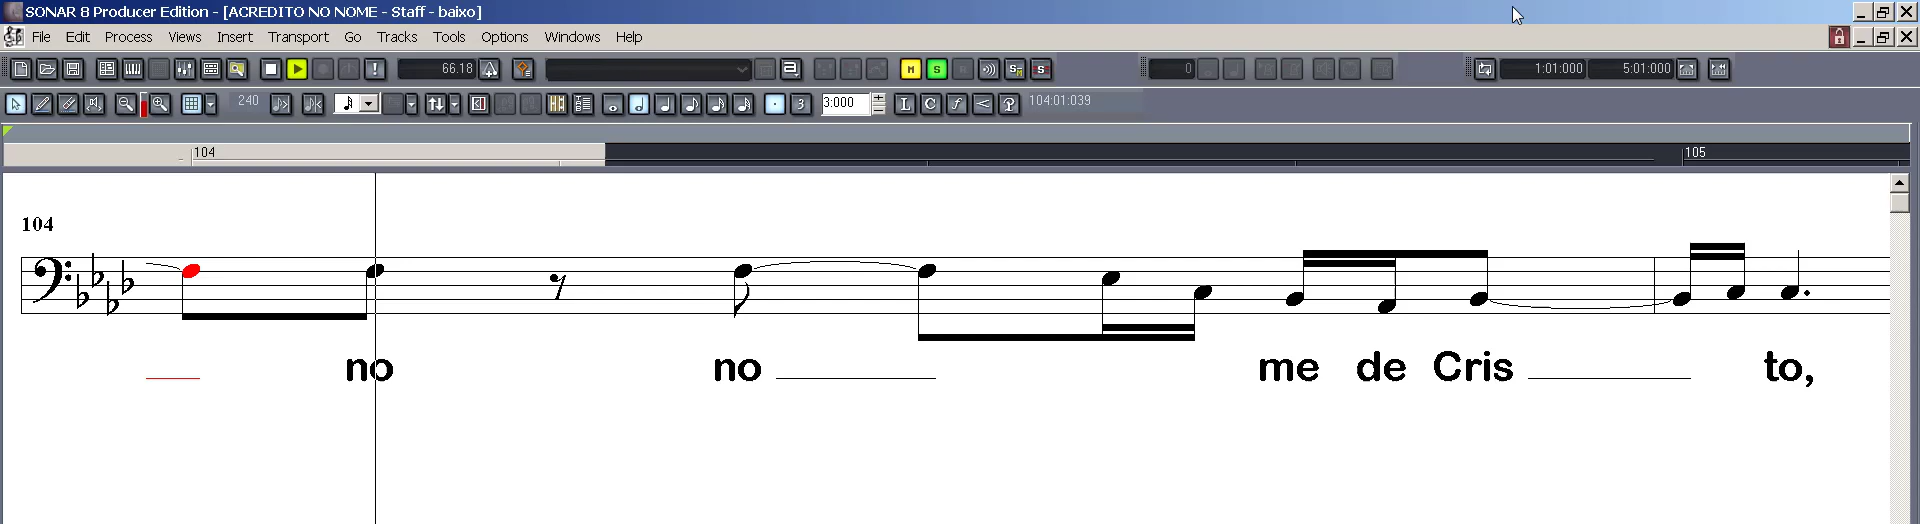 SONAR 8 Producer Edition - [ACREDITO NO NOME - Staff - baixo]
File Edit Process Views Insert Transport Go Tracks Tools Options Windows Help
66.18 M S 0 1:01:000 5:01:000
240 3 3:000 L C f < 104:01:039
104 105
104
no no me de Cris to,